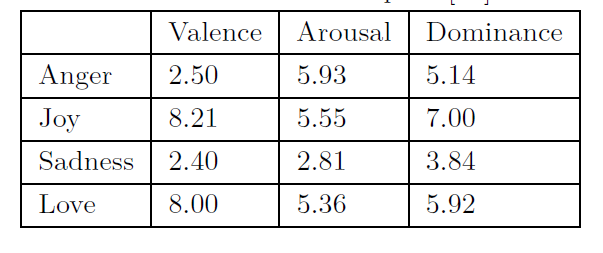 Valence Arousal Dominance
Anger 2.50 5.93 5.14
Joy 8.21 5.55 7.00
Sadness 2.40 2.81 3.84
Love 8.00 5.36 5.92